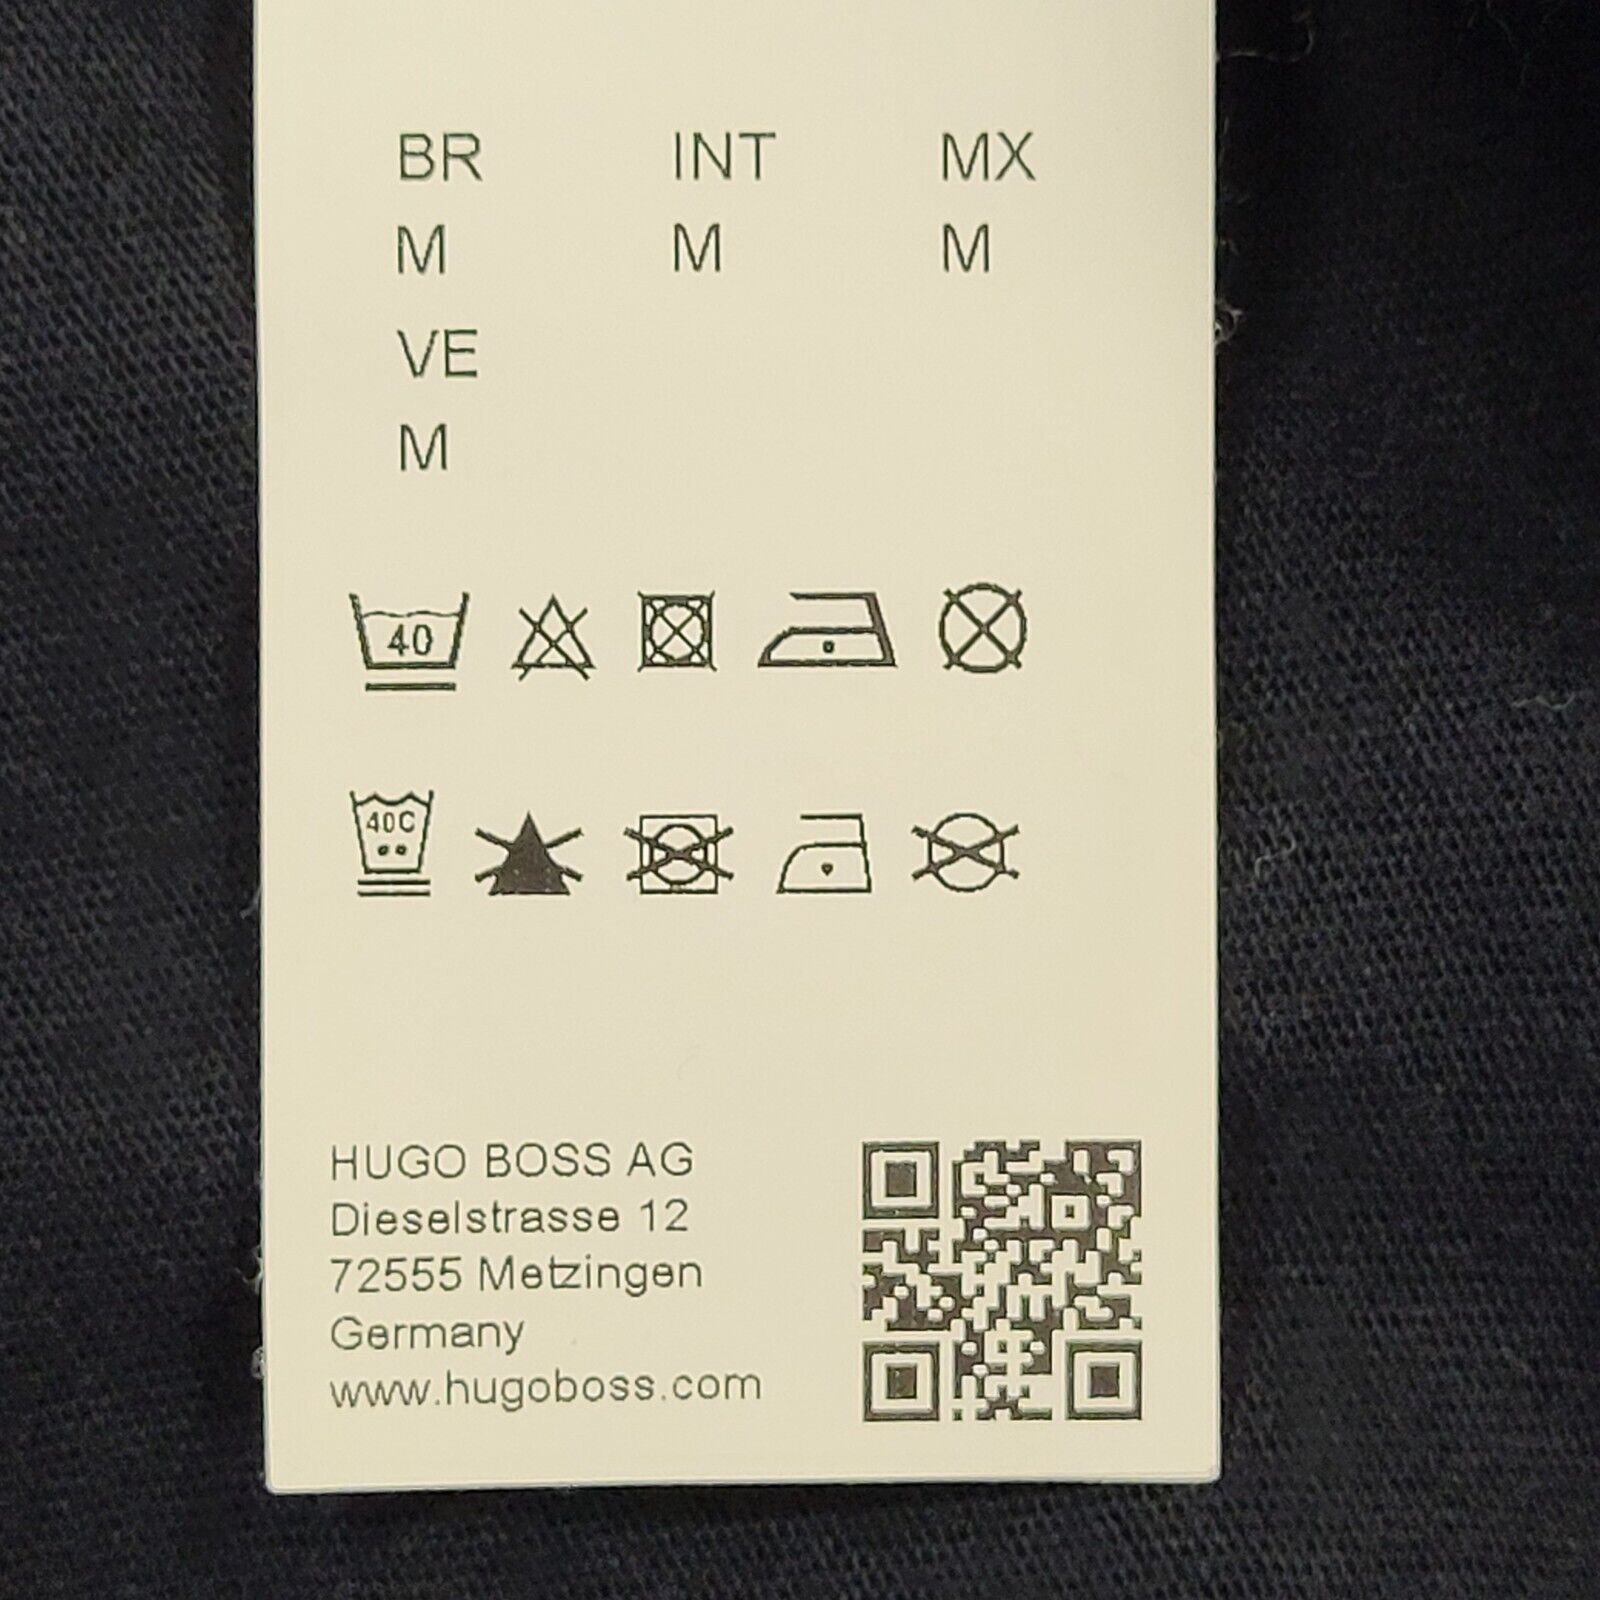 BR INT MX
M M M
VE
M
40
40C
HUGO BOSS AG
Dieselstrasse 12
72555 Metzingen
Germany
www.hugoboss.com